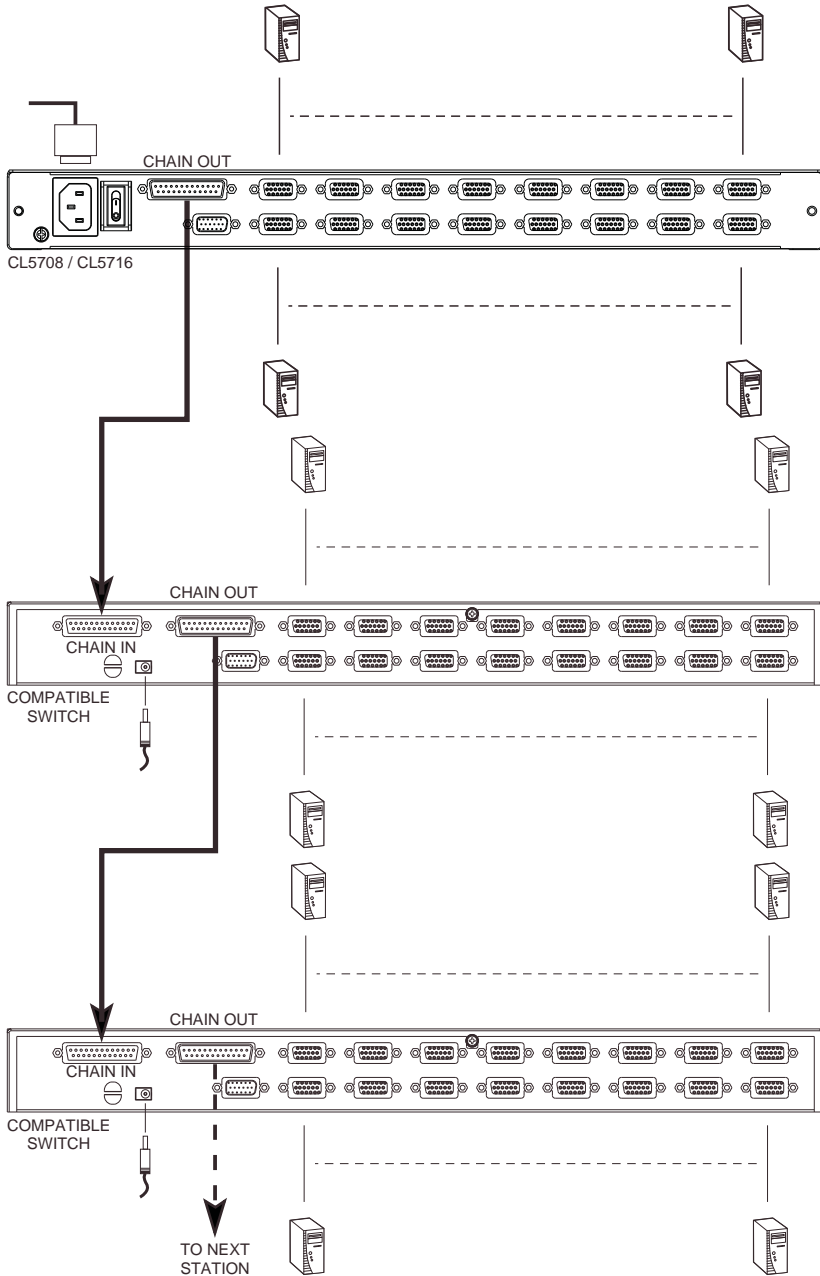 CHAIN OUT
CL5708 / CL5716
CHAIN OUT
CHAIN IN
COMPATIBLE
SWITCH
CHAIN OUT
CHAIN IN
COMPATIBLE
SWITCH
TO NEXT
STATION